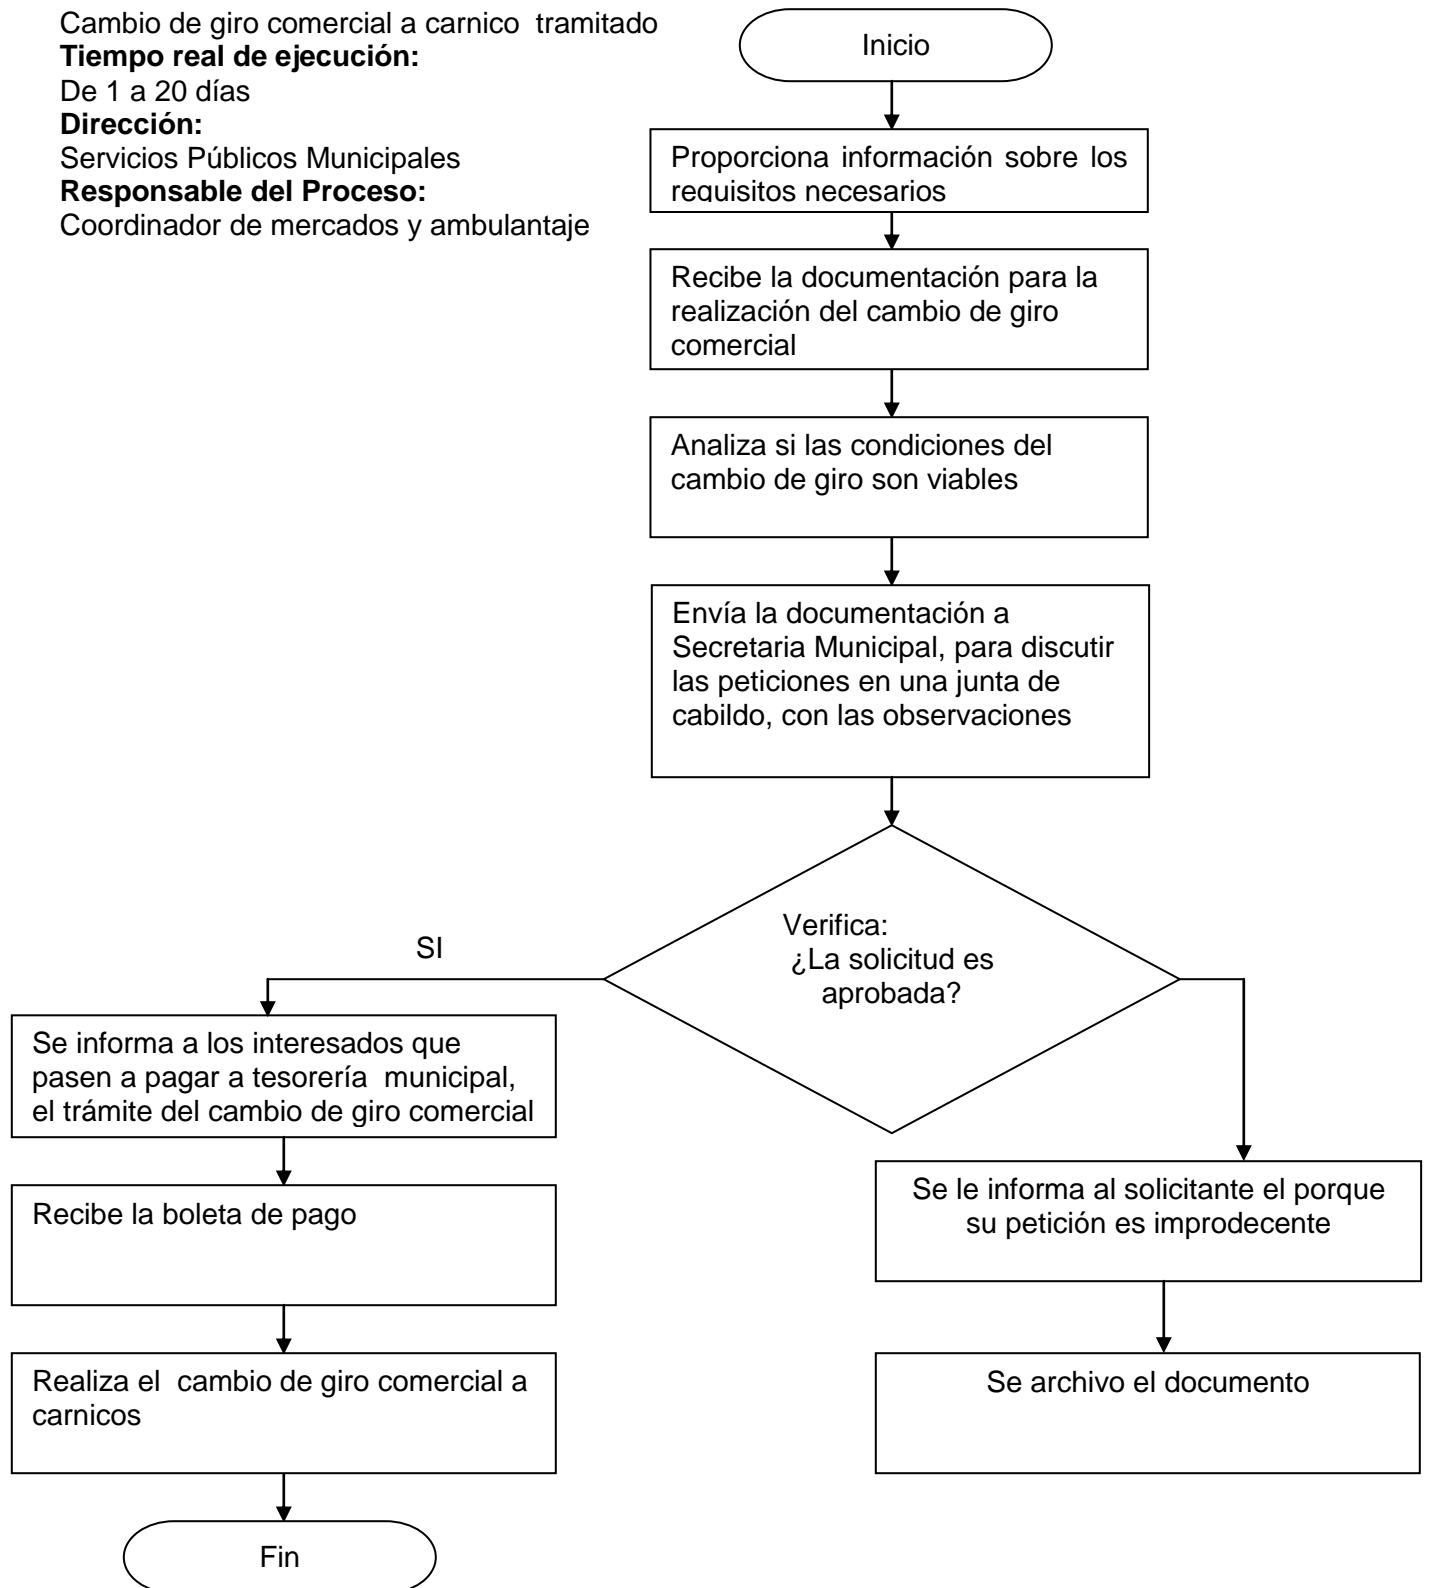 Cambio de giro comercial a carnico  tramitado
Tiempo real de ejecución:
De 1 a 20 días
Dirección:
Servicios Públicos Municipales
Responsable del Proceso:
Coordinador de mercados y ambulantaje
Inicio
Proporciona información sobre los
requisitos necesarios
Recibe la documentación para la
realización del cambio de giro
comercial
Analiza si las condiciones del
cambio de giro son viables
Envía la documentación a
Secretaria Municipal, para discutir
las peticiones en una junta de
cabildo, con las observaciones
Verifica:
¿La solicitud es
aprobada?
SI
Se informa a los interesados que
pasen a pagar a tesorería  municipal,
el trámite del cambio de giro comercial
Recibe la boleta de pago
Realiza el  cambio de giro comercial a
carnicos
Fin
Se le informa al solicitante el porque
su petición es improdecente
Se archivo el documento